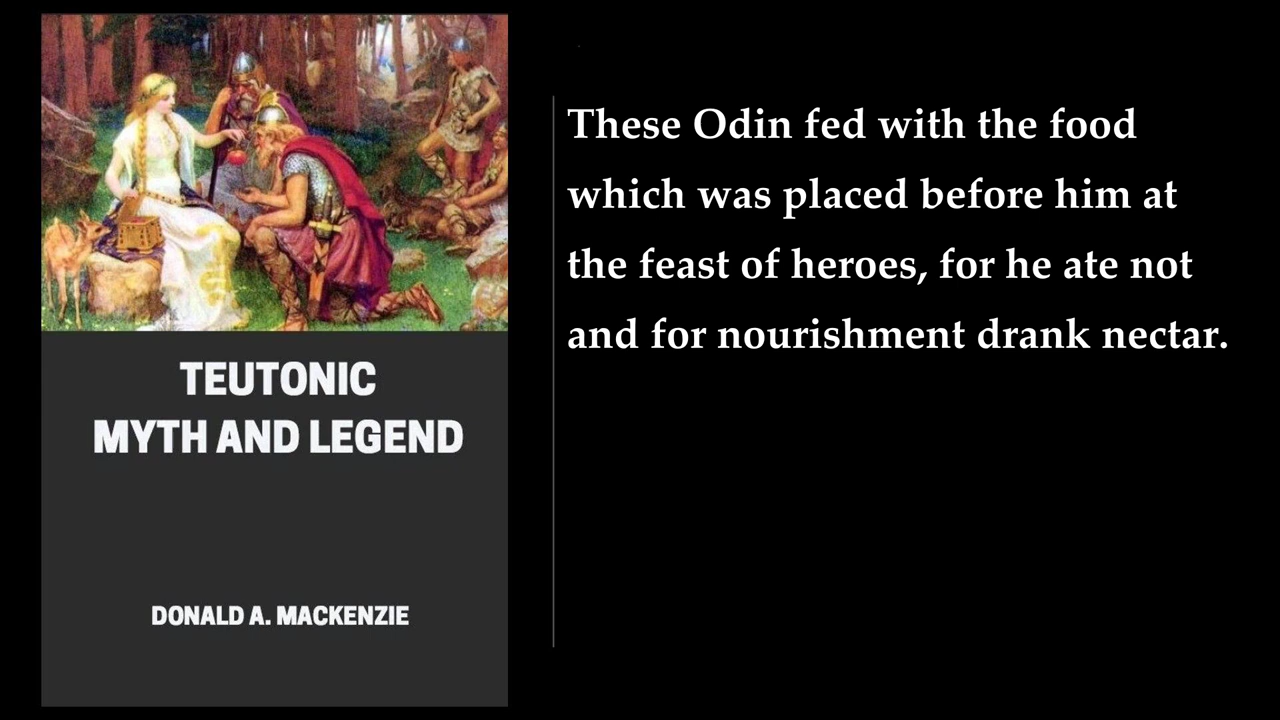 TEUTONIC
MYTH AND LEGEND
DONALD A. MACKENZIE
These Odin fed with the food
which was placed before him at
the feast of heroes, for he ate not
and for nourishment drank nectar.